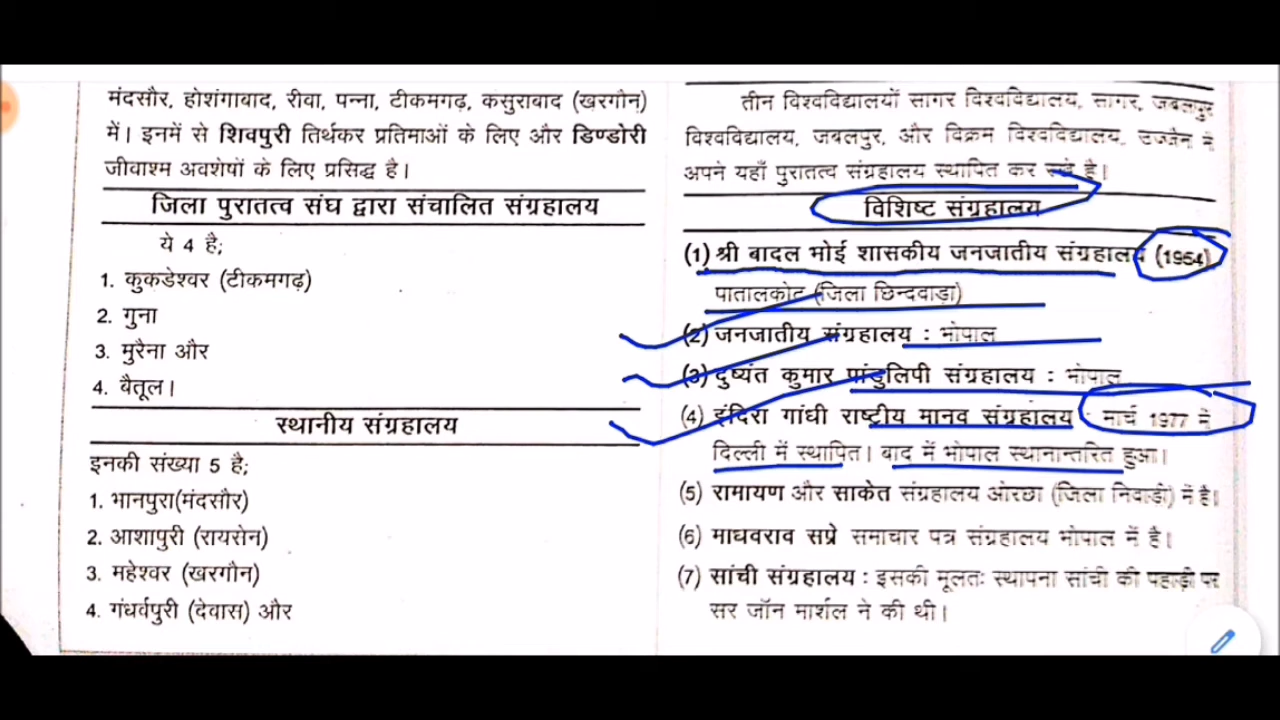 मंदसौर, होशंगाबाद, रीवा, पन्ना, टीकमगढ़, कसुराबाद (खरगौन)
में। इनमें से शिवपुरी तिर्थकर प्रतिमाओं के लिए और डिण्डोरी
जीवाश्म अवशेषों के लिए प्रसिद्ध है।
जिला पुरातत्व संघ द्वारा संचालित संग्रहालय
ये 4 है;
1. कुकडेश्वर (टीकमगढ़)
2. गुना
3. मुरैना और
4. बैतूल।
स्थानीय संग्रहालय
इनकी संख्या 5 है;
1. भानपुरा(मंदसौर)
2. आशापुरी (रायसेन)
3. महेश्वर (खरगौन)
4. गंधर्वपुरी (देवास) और
तीन विश्वविद्यालयों सागर विश्वविद्यालय, सागर, जबलपुर
विश्वविद्यालय, जबलपुर, और विक्रम विश्वविद्यालय, उज्जैन ने
अपने यहाँ पुरातत्व संग्रहालय स्थापित कर रखे है।
विशिष्ट संग्रहालय
(1) श्री बादल मोई शासकीय जनजातीय संग्रहालय (1954)
पातालकोट (जिला छिन्दवाड़ा)
(2) जनजातीय संग्रहालय : भोपाल
(3) दुष्यंत कुमार पांडुलिपी संग्रहालय : भोपाल
(4) इंदिरा गांधी राष्ट्रीय मानव संग्रहालय : मार्च 1977 में
दिल्ली में स्थापित। बाद में भोपाल स्थानान्तरित हुआ।
(5) रामायण और साकेत संग्रहालय ओरछा (जिला निवाड़ी) में है।
(6) माधवराव सप्रे समाचार पत्र संग्रहालय भोपाल में है।
(7) सांची संग्रहालय : इसकी मूलतः स्थापना सांची की पहाड़ी पर
सर जॉन मार्शल ने की थी।